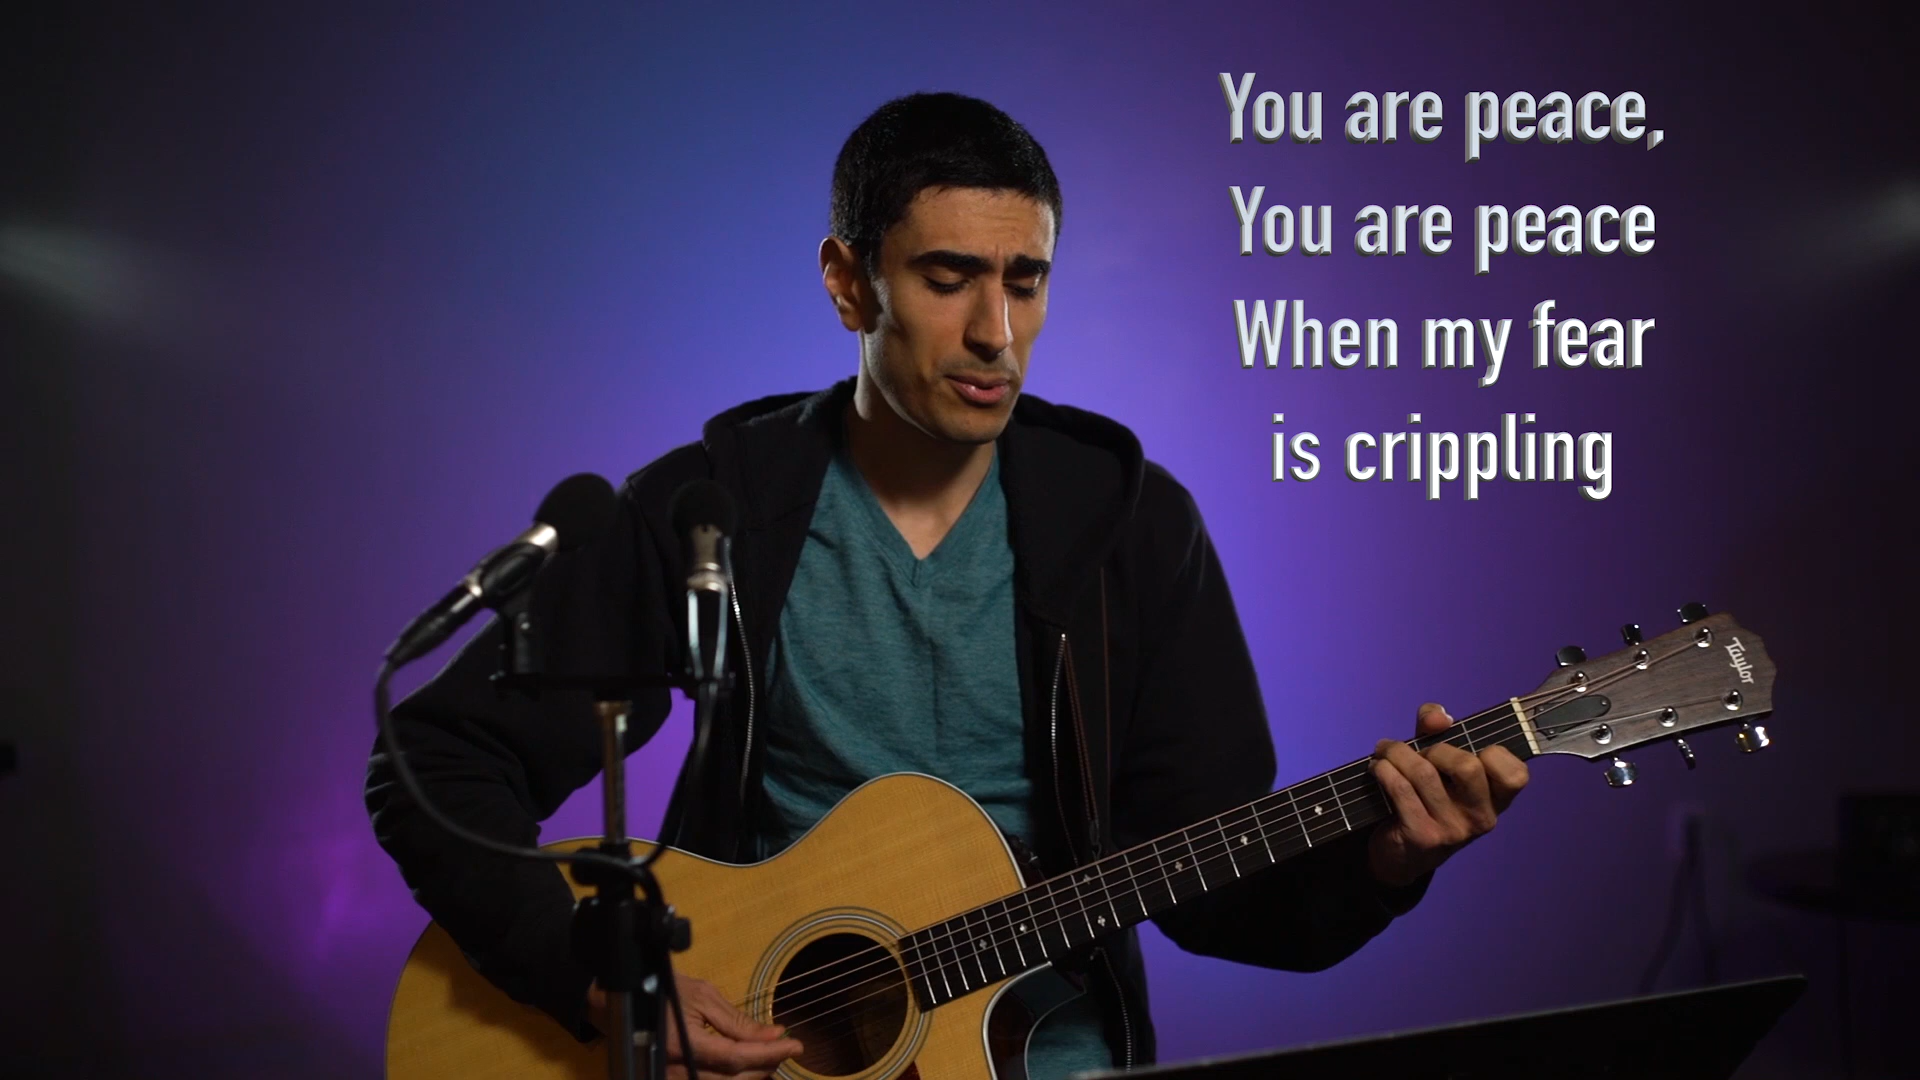 You are peace,
You are peace
When my fear
is crippling
Taylor